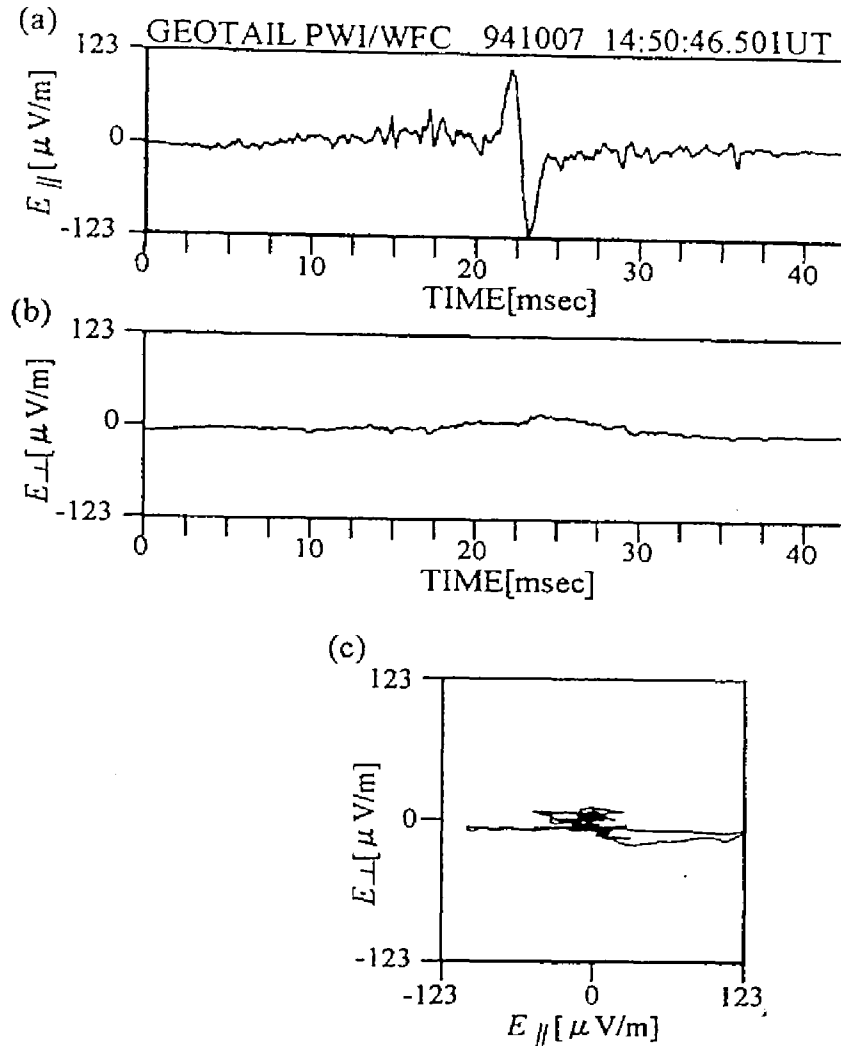 (a)
GEOTAIL PWI/WFC 941007 14:50:46.501UT
123
0
-123
E∥[μV/m]
0 10 20 30 40
TIME[msec]
(b)
123
0
-123
E⊥[μV/m]
0 10 20 30 40
TIME[msec]
(c)
123
0
-123
E⊥[μV/m]
-123 0 123
E∥[μV/m]